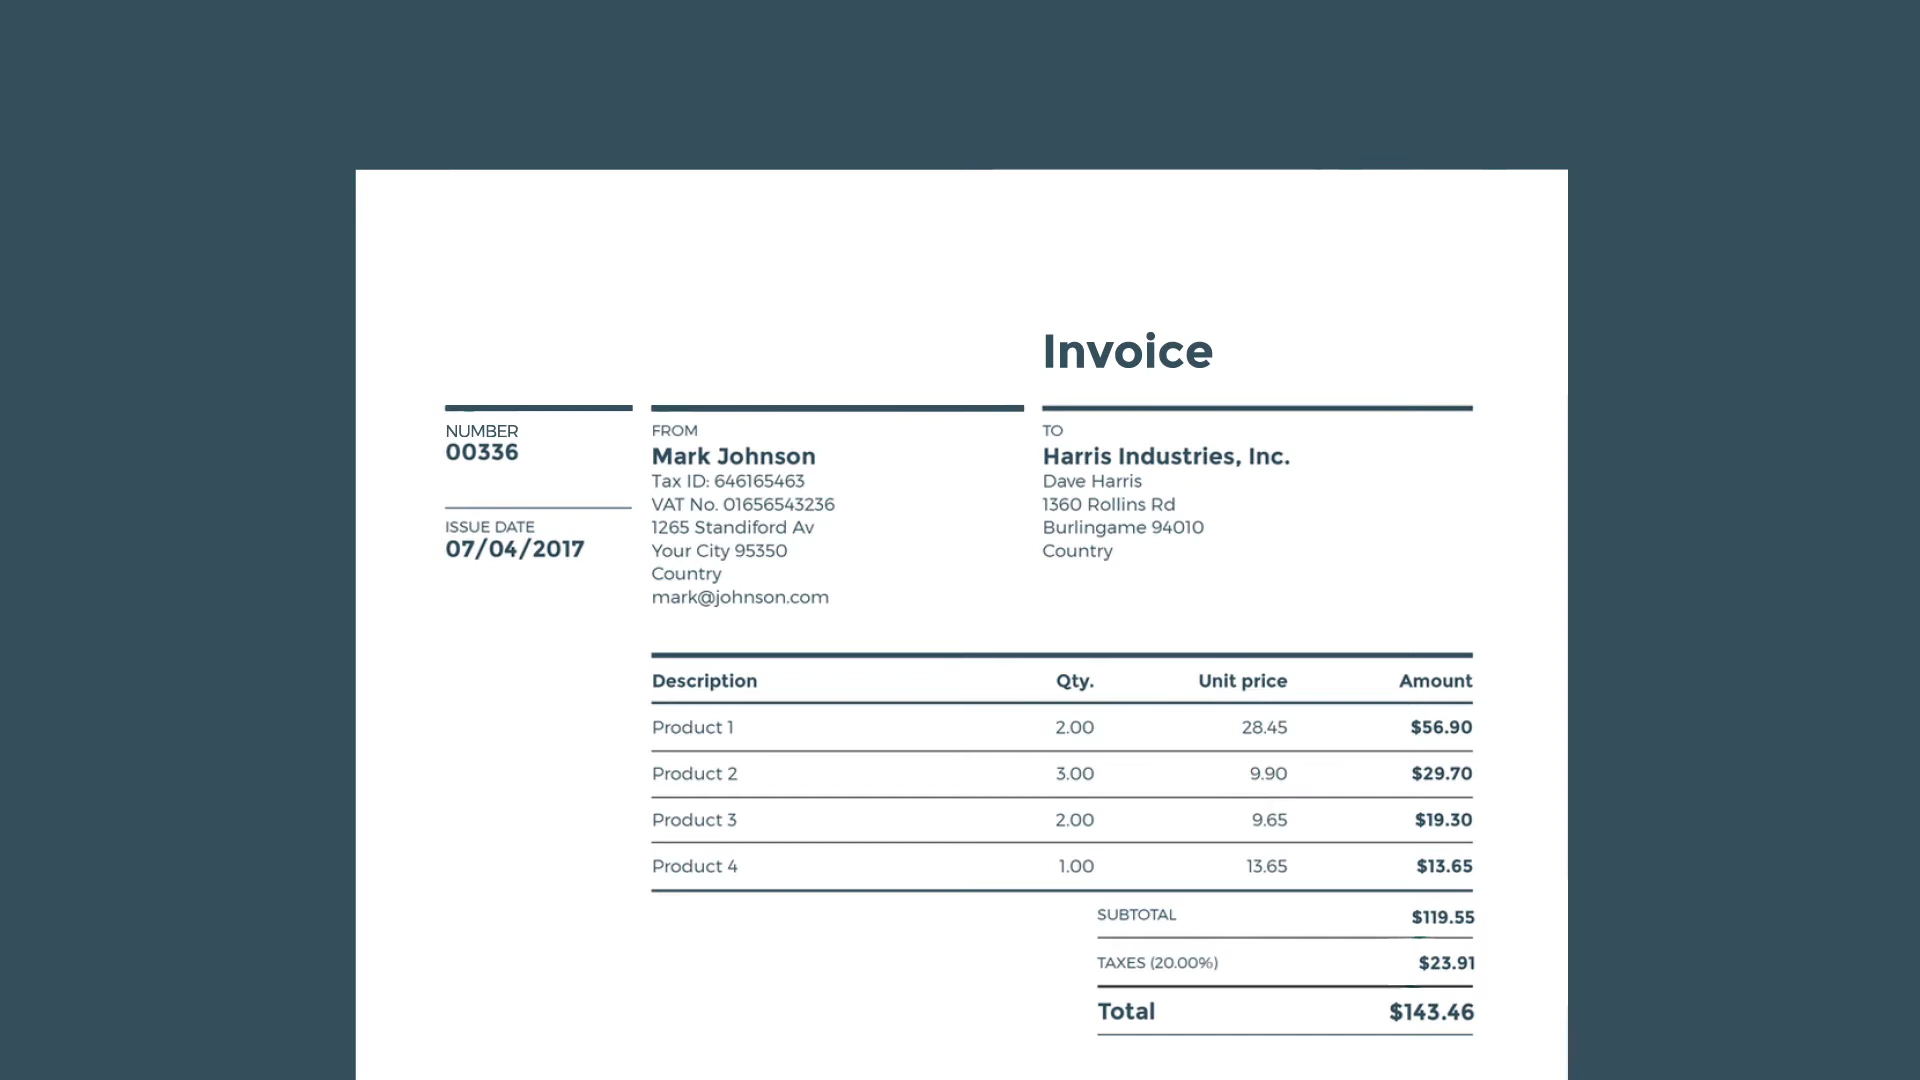 Invoice
NUMBER
00336
ISSUE DATE
07/04/2017
FROM
Mark Johnson
Tax ID: 646165463
VAT No. 01656543236
1265 Standiford Av
Your City 95350
Country
mark@johnson.com
TO
Harris Industries, Inc.
Dave Harris
1360 Rollins Rd
Burlingame 94010
Country
Description Qty. Unit price Amount
Product 1 2.00 28.45 $56.90
Product 2 3.00 9.90 $29.70
Product 3 2.00 9.65 $19.30
Product 4 1.00 13.65 $13.65
SUBTOTAL $119.55
TAXES (20.00%) $23.91
Total $143.46